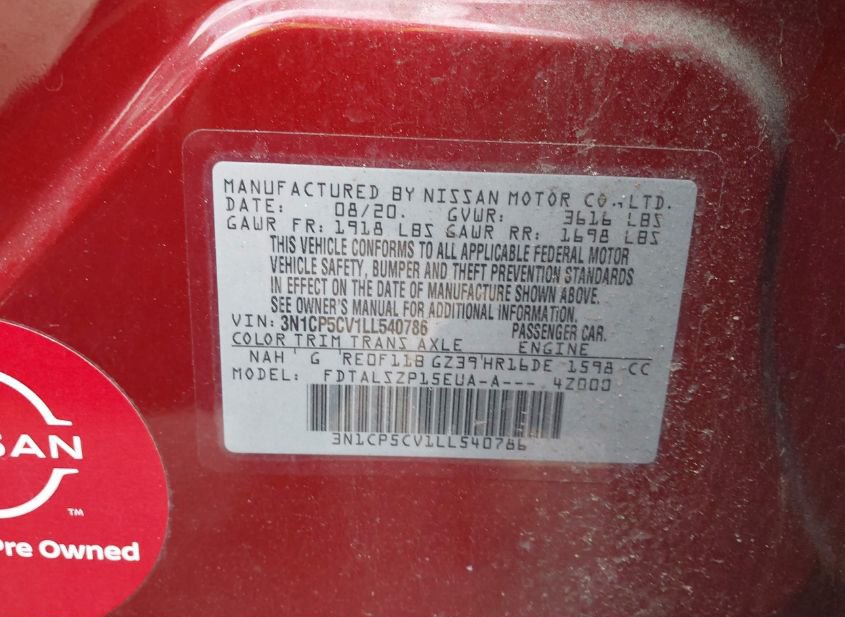 MANUFACTURED BY NISSAN MOTOR CO., LTD.
DATE: 08/20. GVWR: 3616 LBS
GAWR FR: 1918 LBS GAWR RR: 1698 LBS
THIS VEHICLE CONFORMS TO ALL APPLICABLE FEDERAL MOTOR
VEHICLE SAFETY, BUMPER AND THEFT PREVENTION STANDARDS
IN EFFECT ON THE DATE OF MANUFACTURE SHOWN ABOVE.
SEE OWNER'S MANUAL FOR ADDITIONAL INFORMATION.
VIN: 3N1CP5CV1LL540786 PASSENGER CAR.
COLOR TRIM TRANS AXLE ENGINE
NAH ' G ' RE0F11B GZ39'HR16DE 1598 CC
MODEL: FDTALSZP15EUA-A--- 4Z000
3N1CP5CV1LL540786
SSAN
TM
Pre Owned